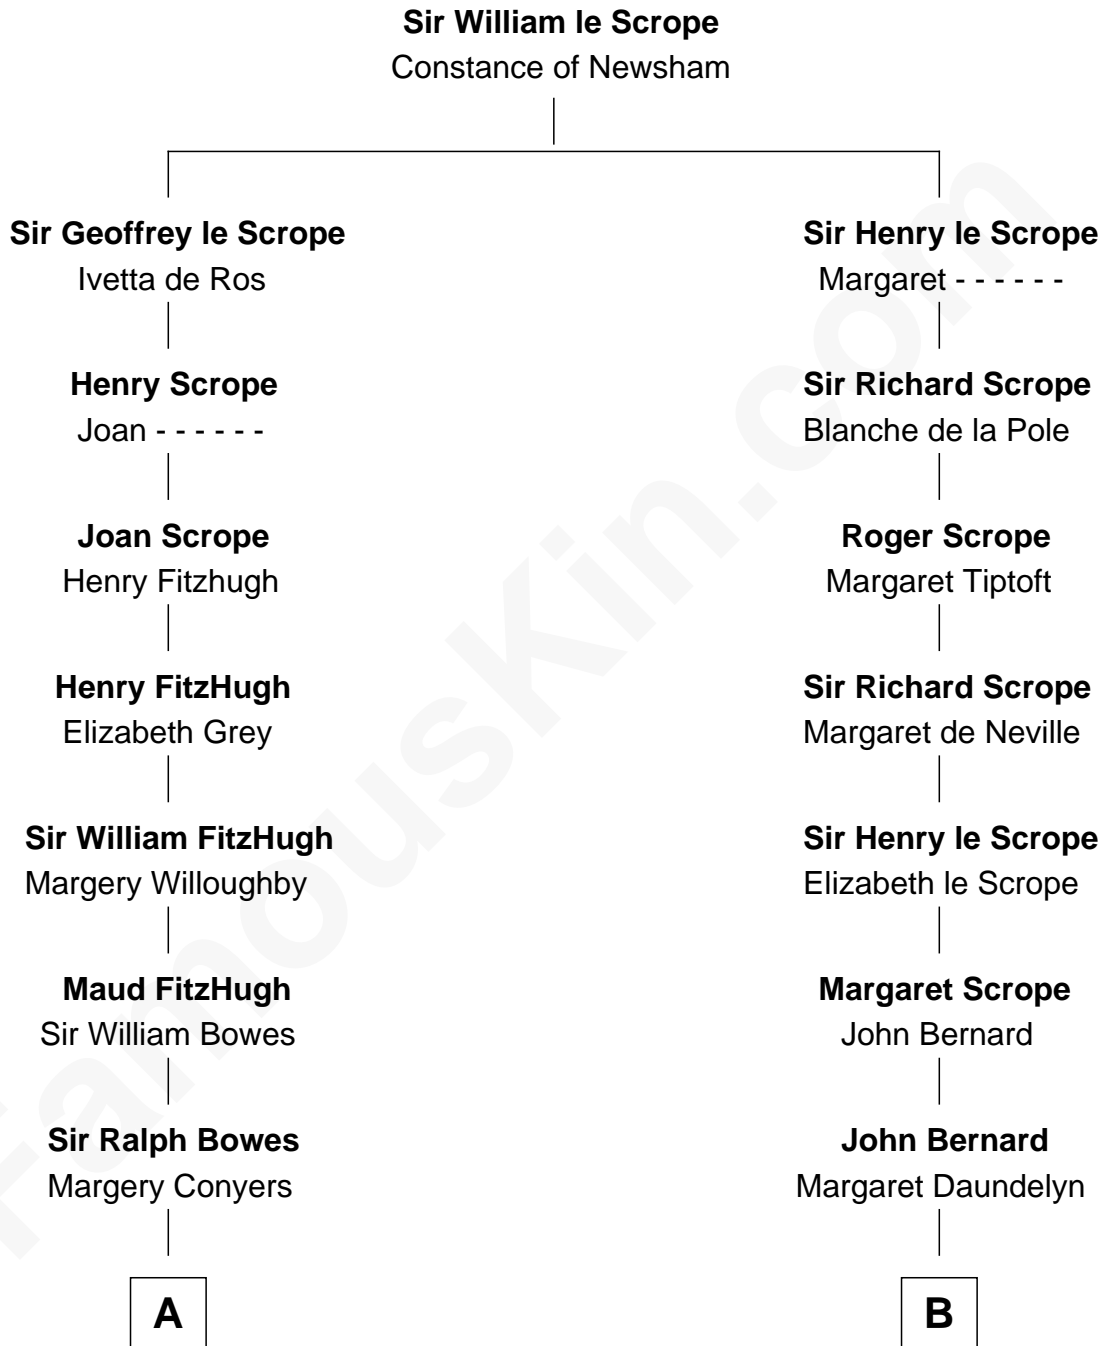 Sir William le Scrope
Constance of Newsham
Sir Geoffrey le Scrope
Ivetta de Ros
Sir Henry le Scrope
Margaret - - - - - -
Henry Scrope
Joan - - - - - -
Sir Richard Scrope
Blanche de la Pole
Joan Scrope
Henry Fitzhugh
Roger Scrope
Margaret Tiptoft
Henry FitzHugh
Elizabeth Grey
Sir Richard Scrope
Margaret de Neville
Sir William FitzHugh
Margery Willoughby
Sir Henry le Scrope
Elizabeth le Scrope
Maud FitzHugh
Sir William Bowes
Margaret Scrope
John Bernard
Sir Ralph Bowes
Margery Conyers
John Bernard
Margaret Daundelyn
A
B
FamousKin.com